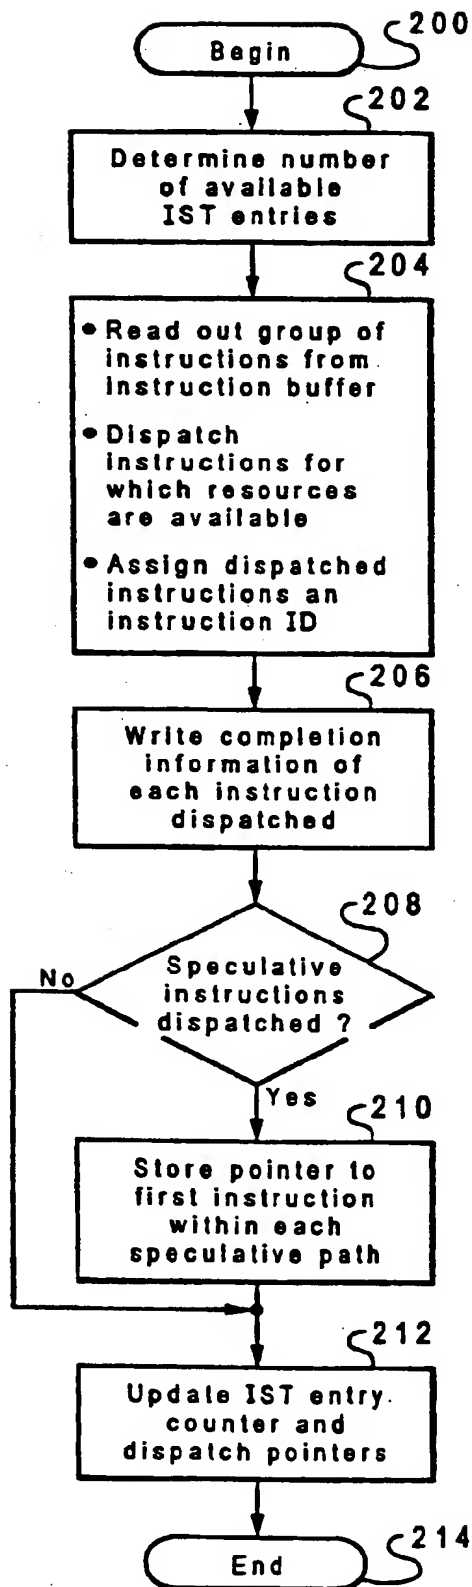 200
Begin
202
Determine number
of available
IST entries
204
• Read out group of
instructions from
instruction buffer
• Dispatch
instructions for
which resources
are available
• Assign dispatched
instructions an
instruction ID
206
Write completion
information of
each instruction
dispatched
208
No
Speculative
instructions
dispatched ?
Yes
210
Store pointer to
first instruction
within each
speculative path
212
Update IST entry
counter and
dispatch pointers
214
End